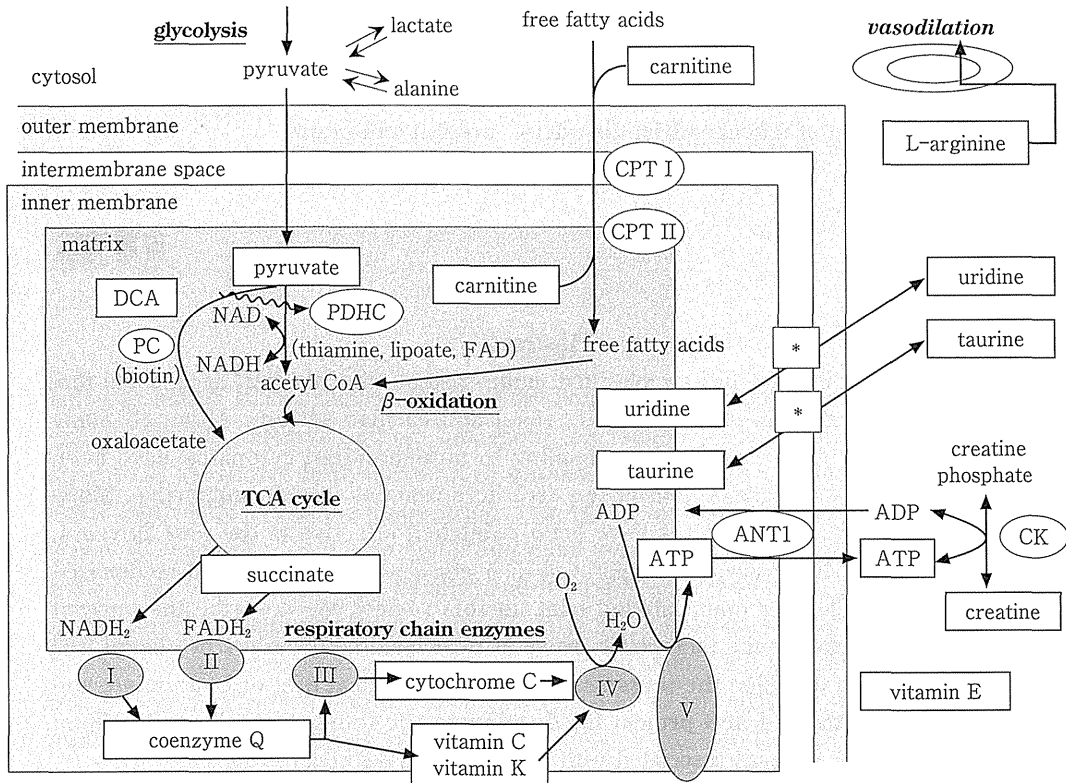 glycolysis
lactate
pyruvate
alanine
cytosol
free fatty acids
carnitine
vasodilation
L-arginine
outer membrane
intermembrane space
inner membrane
CPT I
CPT II
matrix
pyruvate
DCA
NAD
PDHC
PC
(biotin)
NADH
(thiamine, lipoate, FAD)
acetyl CoA
carnitine
free fatty acids
β-oxidation
uridine
*
uridine
taurine
*
taurine
oxaloacetate
TCA cycle
succinate
NADH₂
FADH₂
respiratory chain enzymes
O₂
H₂O
ADP
ATP
ANT1
ADP
ATP
creatine
phosphate
CK
creatine
I
II
III
cytochrome C
IV
V
coenzyme Q
vitamin C
vitamin K
vitamin E